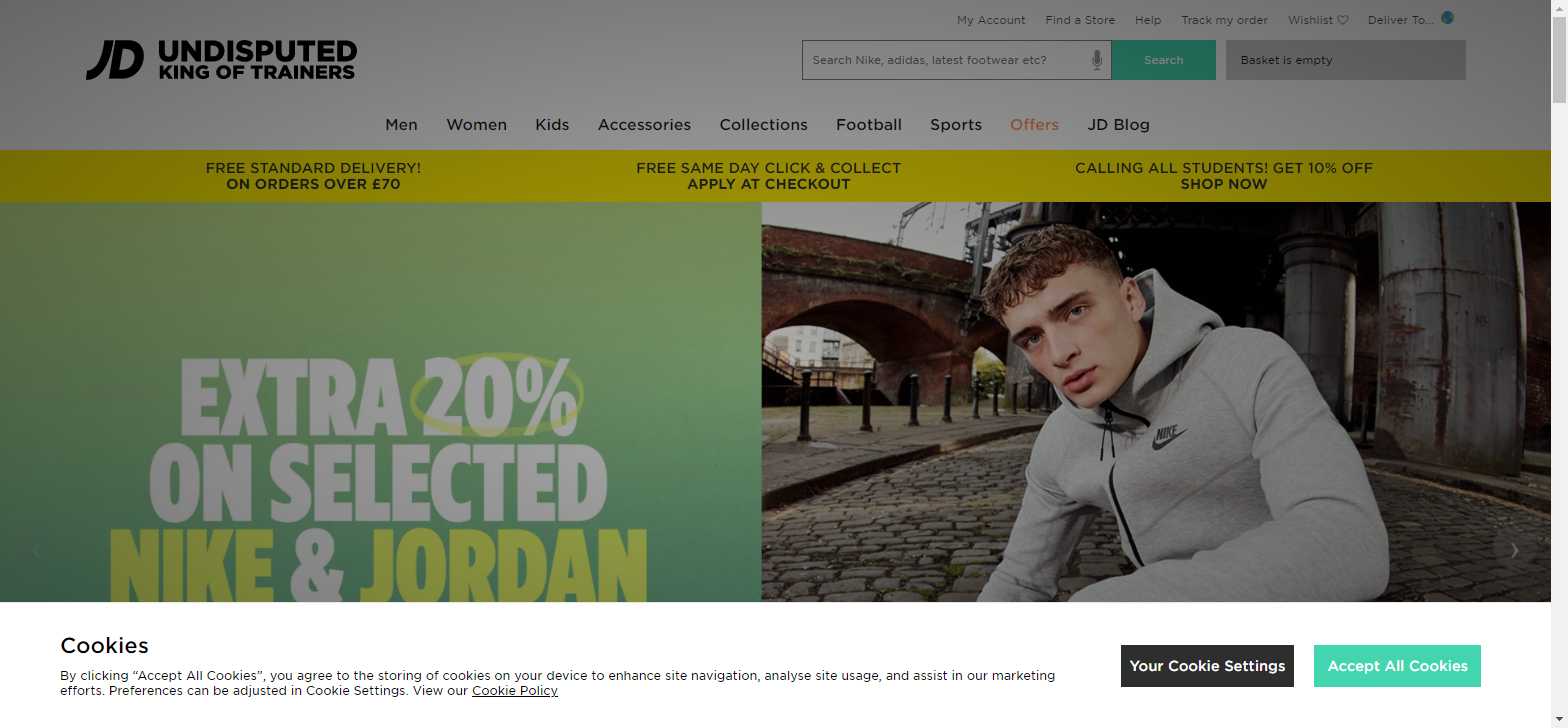 My Account Find a Store Help Track my order Wishlist Deliver To...
JD UNDISPUTED
KING OF TRAINERS
Search Nike, adidas, latest footwear etc? Search Basket is empty
Men Women Kids Accessories Collections Football Sports Offers JD Blog
FREE STANDARD DELIVERY!
ON ORDERS OVER £70
FREE SAME DAY CLICK & COLLECT
APPLY AT CHECKOUT
CALLING ALL STUDENTS! GET 10% OFF
SHOP NOW
EXTRA 20%
ON SELECTED
NIKE & JORDAN
NIKE
Cookies
By clicking “Accept All Cookies”, you agree to the storing of cookies on your device to enhance site navigation, analyse site usage, and assist in our marketing
efforts. Preferences can be adjusted in Cookie Settings. View our Cookie Policy
Your Cookie Settings Accept All Cookies